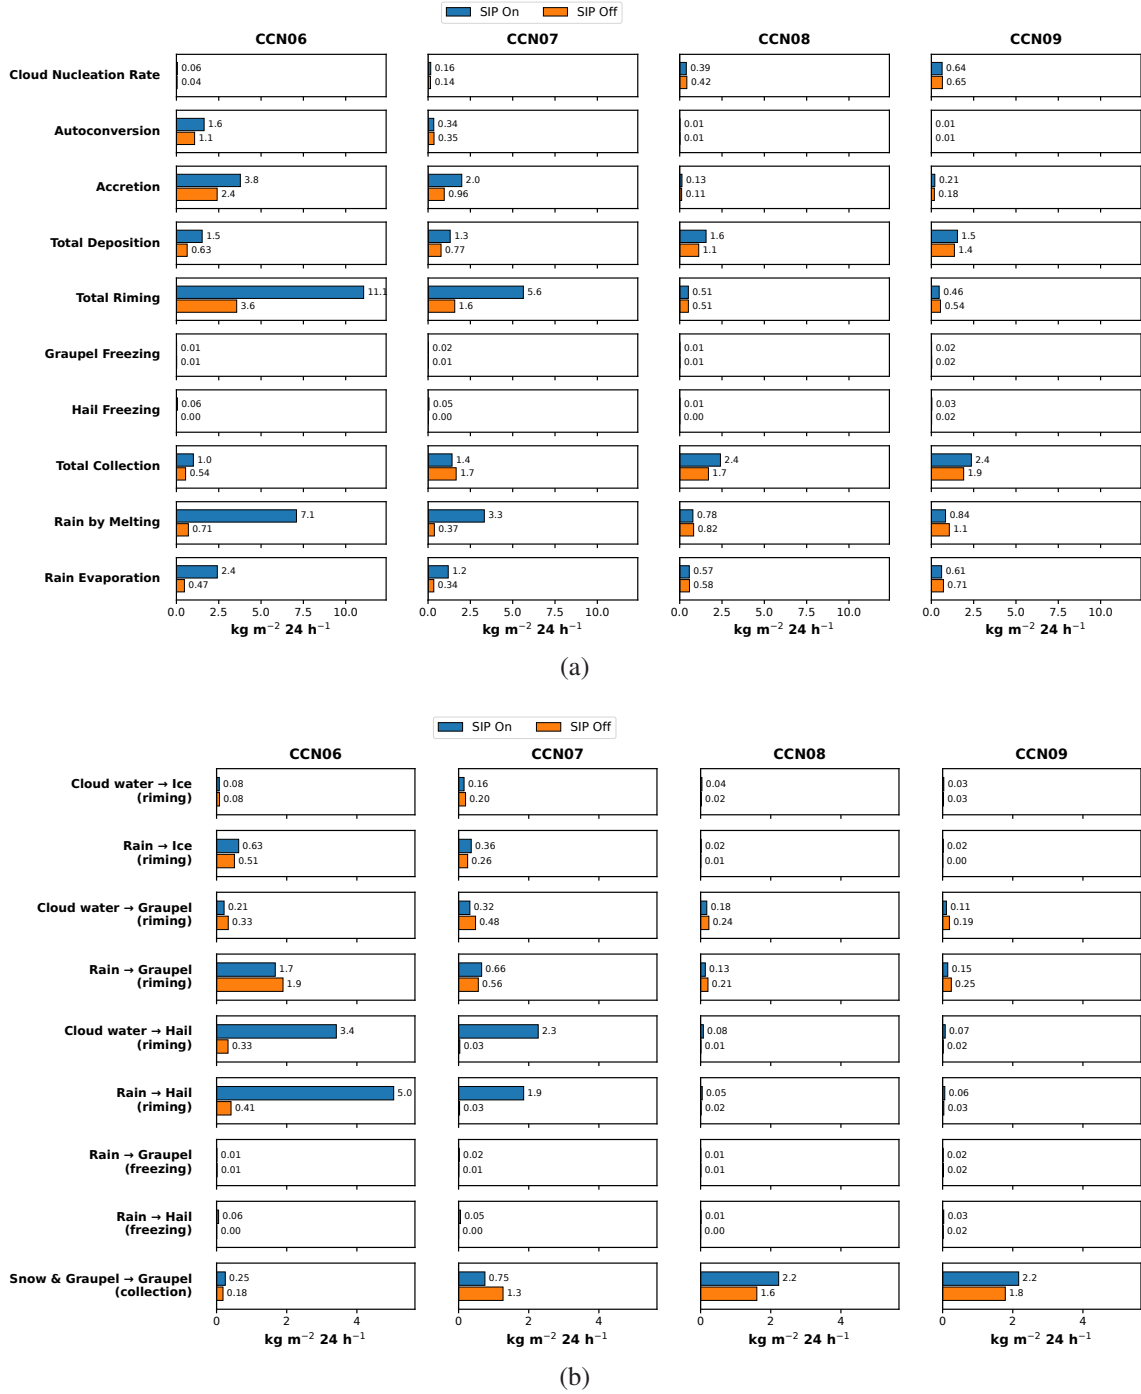 SIP On SIP Off
CCN06 CCN07 CCN08 CCN09
Cloud Nucleation Rate 0.06 0.16 0.39 0.64
0.04 0.14 0.42 0.65
Autoconversion 1.6 0.34 0.01 0.01
1.1 0.35 0.01 0.01
Accretion 3.8 2.0 0.13 0.21
2.4 0.96 0.11 0.18
Total Deposition 1.5 1.3 1.6 1.5
0.63 0.77 1.1 1.4
Total Riming 11.1 5.6 0.51 0.46
3.6 1.6 0.51 0.54
Graupel Freezing 0.01 0.02 0.01 0.02
0.01 0.01 0.01 0.02
Hail Freezing 0.06 0.05 0.01 0.03
0.00 0.00 0.00 0.02
Total Collection 1.0 1.4 2.4 2.4
0.54 1.7 1.7 1.9
Rain by Melting 7.1 3.3 0.78 0.84
0.71 0.37 0.82 1.1
Rain Evaporation 2.4 1.2 0.57 0.61
0.47 0.34 0.58 0.71
0.0 2.5 5.0 7.5 10.0 0.0 2.5 5.0 7.5 10.0 0.0 2.5 5.0 7.5 10.0 0.0 2.5 5.0 7.5 10.0
kg m⁻² 24 h⁻¹ kg m⁻² 24 h⁻¹ kg m⁻² 24 h⁻¹ kg m⁻² 24 h⁻¹
(a)
SIP On SIP Off
CCN06 CCN07 CCN08 CCN09
Cloud water → Ice 0.08 0.16 0.04 0.03
(riming) 0.08 0.20 0.02 0.03
Rain → Ice 0.63 0.36 0.02 0.02
(riming) 0.51 0.26 0.01 0.00
Cloud water → Graupel 0.21 0.32 0.18 0.11
(riming) 0.33 0.48 0.24 0.19
Rain → Graupel 1.7 0.66 0.13 0.15
(riming) 1.9 0.56 0.21 0.25
Cloud water → Hail 3.4 2.3 0.08 0.07
(riming) 0.33 0.03 0.01 0.02
Rain → Hail 5.0 1.9 0.05 0.06
(riming) 0.41 0.03 0.02 0.03
Rain → Graupel 0.01 0.02 0.01 0.02
(freezing) 0.01 0.01 0.01 0.02
Rain → Hail 0.06 0.05 0.01 0.03
(freezing) 0.00 0.00 0.00 0.02
Snow & Graupel → Graupel 0.25 0.75 2.2 2.2
(collection) 0.18 1.3 1.6 1.8
0 2 4 0 2 4 0 2 4 0 2 4
kg m⁻² 24 h⁻¹ kg m⁻² 24 h⁻¹ kg m⁻² 24 h⁻¹ kg m⁻² 24 h⁻¹
(b)